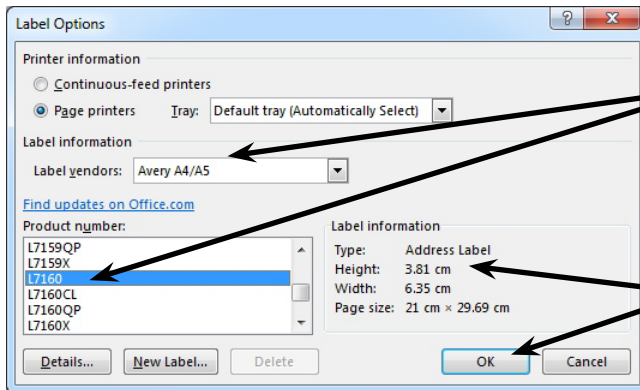 Label Options
Printer information
Continuous-feed printers
Page printers Tray: Default tray (Automatically Select)
Label information
Label vendors: Avery A4/A5
Find updates on Office.com
Product number:
L7159QP
L7159X
L7160
L7160CL
L7160QP
L7160X
Label information
Type: Address Label
Height: 3.81 cm
Width: 6.35 cm
Page size: 21 cm × 29.69 cm
Details... New Label... Delete OK Cancel